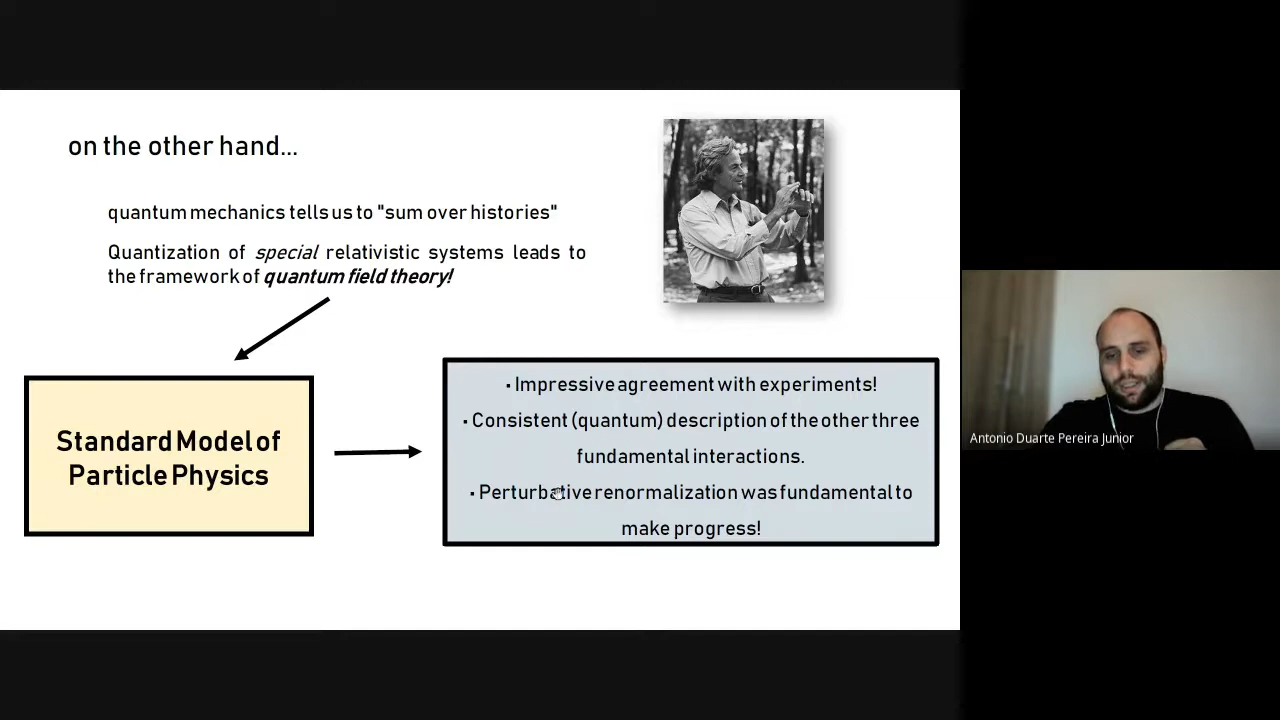 on the other hand...
quantum mechanics tells us to "sum over histories"
Quantization of special relativistic systems leads to
the framework of quantum field theory!
Standard Model of
Particle Physics
▪ Impressive agreement with experiments!
▪ Consistent (quantum) description of the other three
fundamental interactions.
▪ Perturbative renormalization was fundamental to
make progress!
Antonio Duarte Pereira Junior